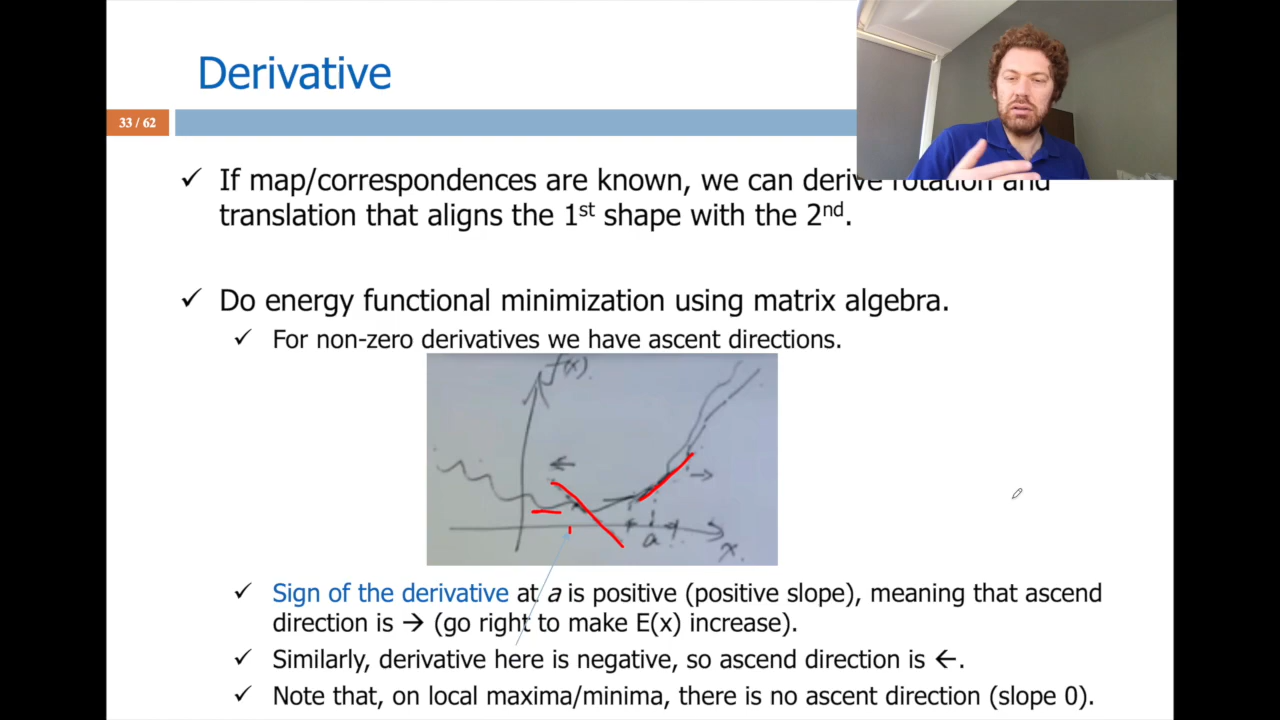 Derivative
33 / 62
✓ If map/correspondences are known, we can derive rotation and
translation that aligns the 1st shape with the 2nd.
✓ Do energy functional minimization using matrix algebra.
✓ For non-zero derivatives we have ascent directions.
f(x).
a
x.
✓ Sign of the derivative at a is positive (positive slope), meaning that ascend
direction is → (go right to make E(x) increase).
✓ Similarly, derivative here is negative, so ascend direction is ←.
✓ Note that, on local maxima/minima, there is no ascent direction (slope 0).